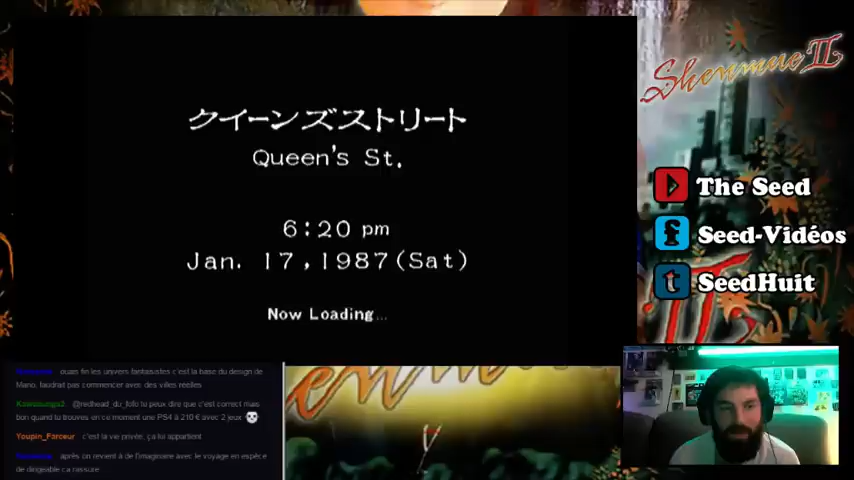 クイーンズストリート
Queen's St.
6:20 pm
Jan. 17,1987(Sat)
Now Loading...
Shenmue II
The Seed
Seed-Vidéos
SeedHuit
ouais fin les univers fantaisistes c'est la base du design de
Mario, faudrait pas commencer avec des villes réelles
@redhead_du_fofo tu peux dire que c'est correct mais
bon quand tu trouves en ce moment une PS4 à 210 € avec 2 jeux
Youpin_Farceur c'est la vie privée, ça lui appartient
après on revient à de l'imaginaire avec le voyage en espèce
de dirigeable ca rassure